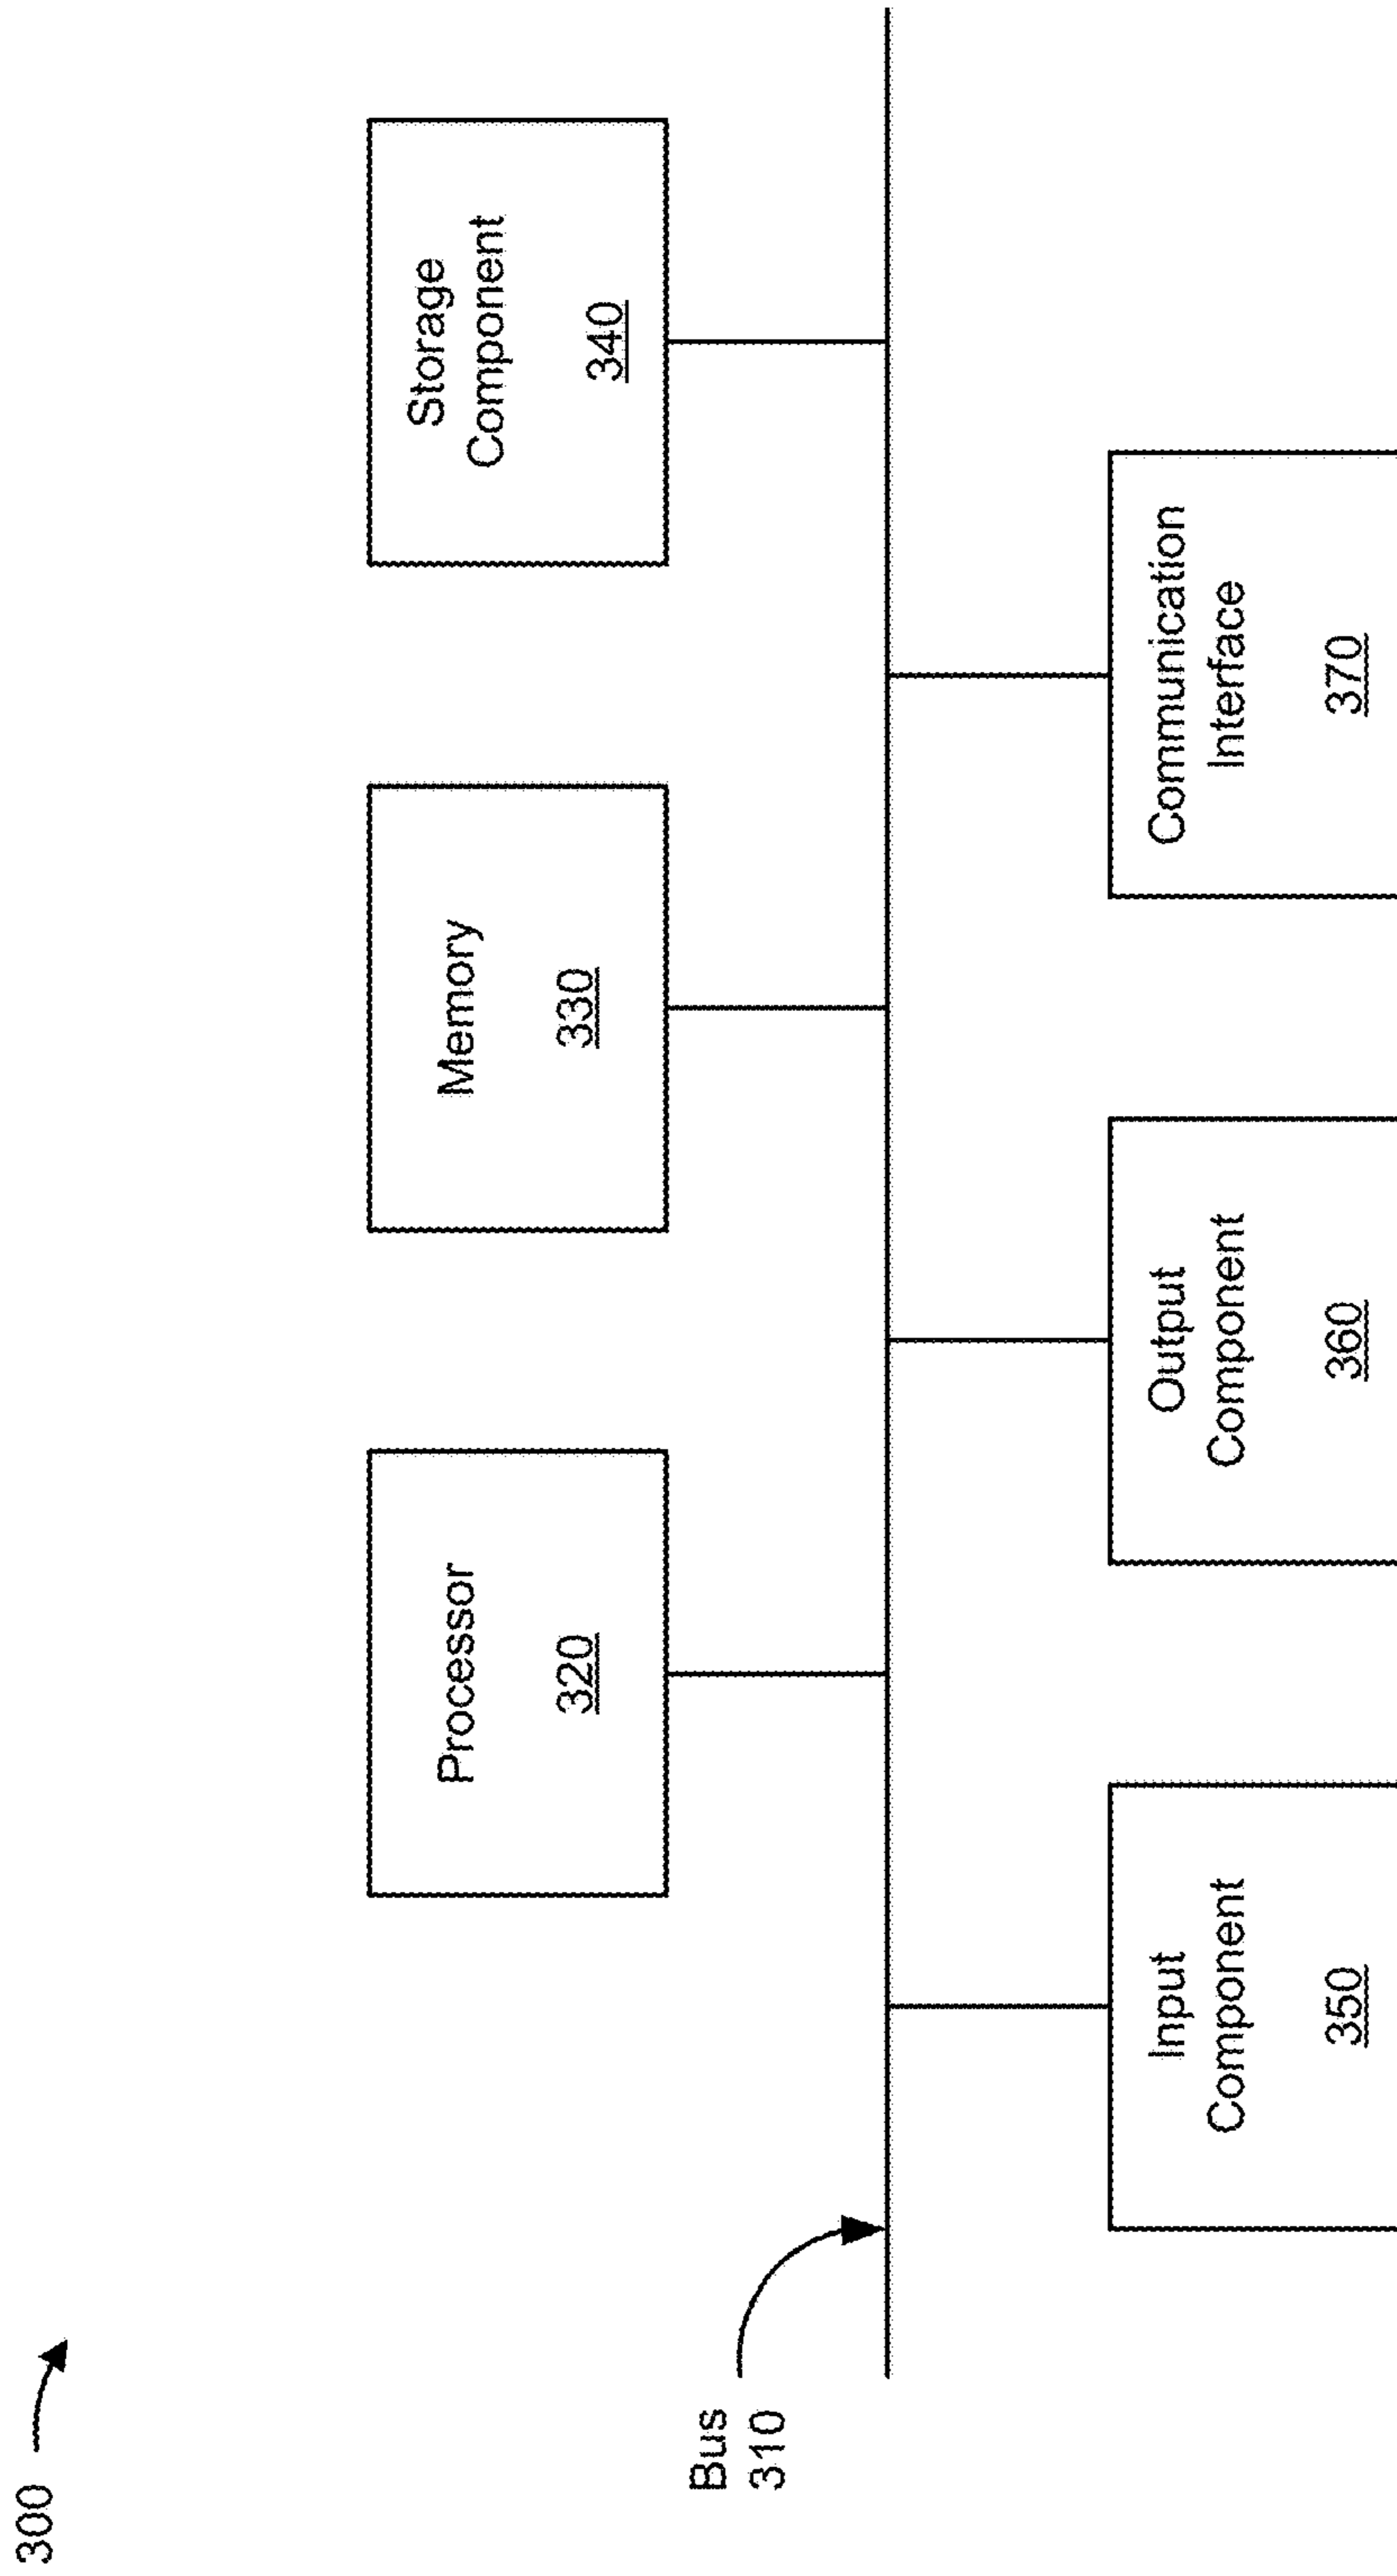 300
Bus
310
Processor
320
Memory
330
Storage
Component
340
Input
Component
350
Output
Component
360
Communication
Interface
370